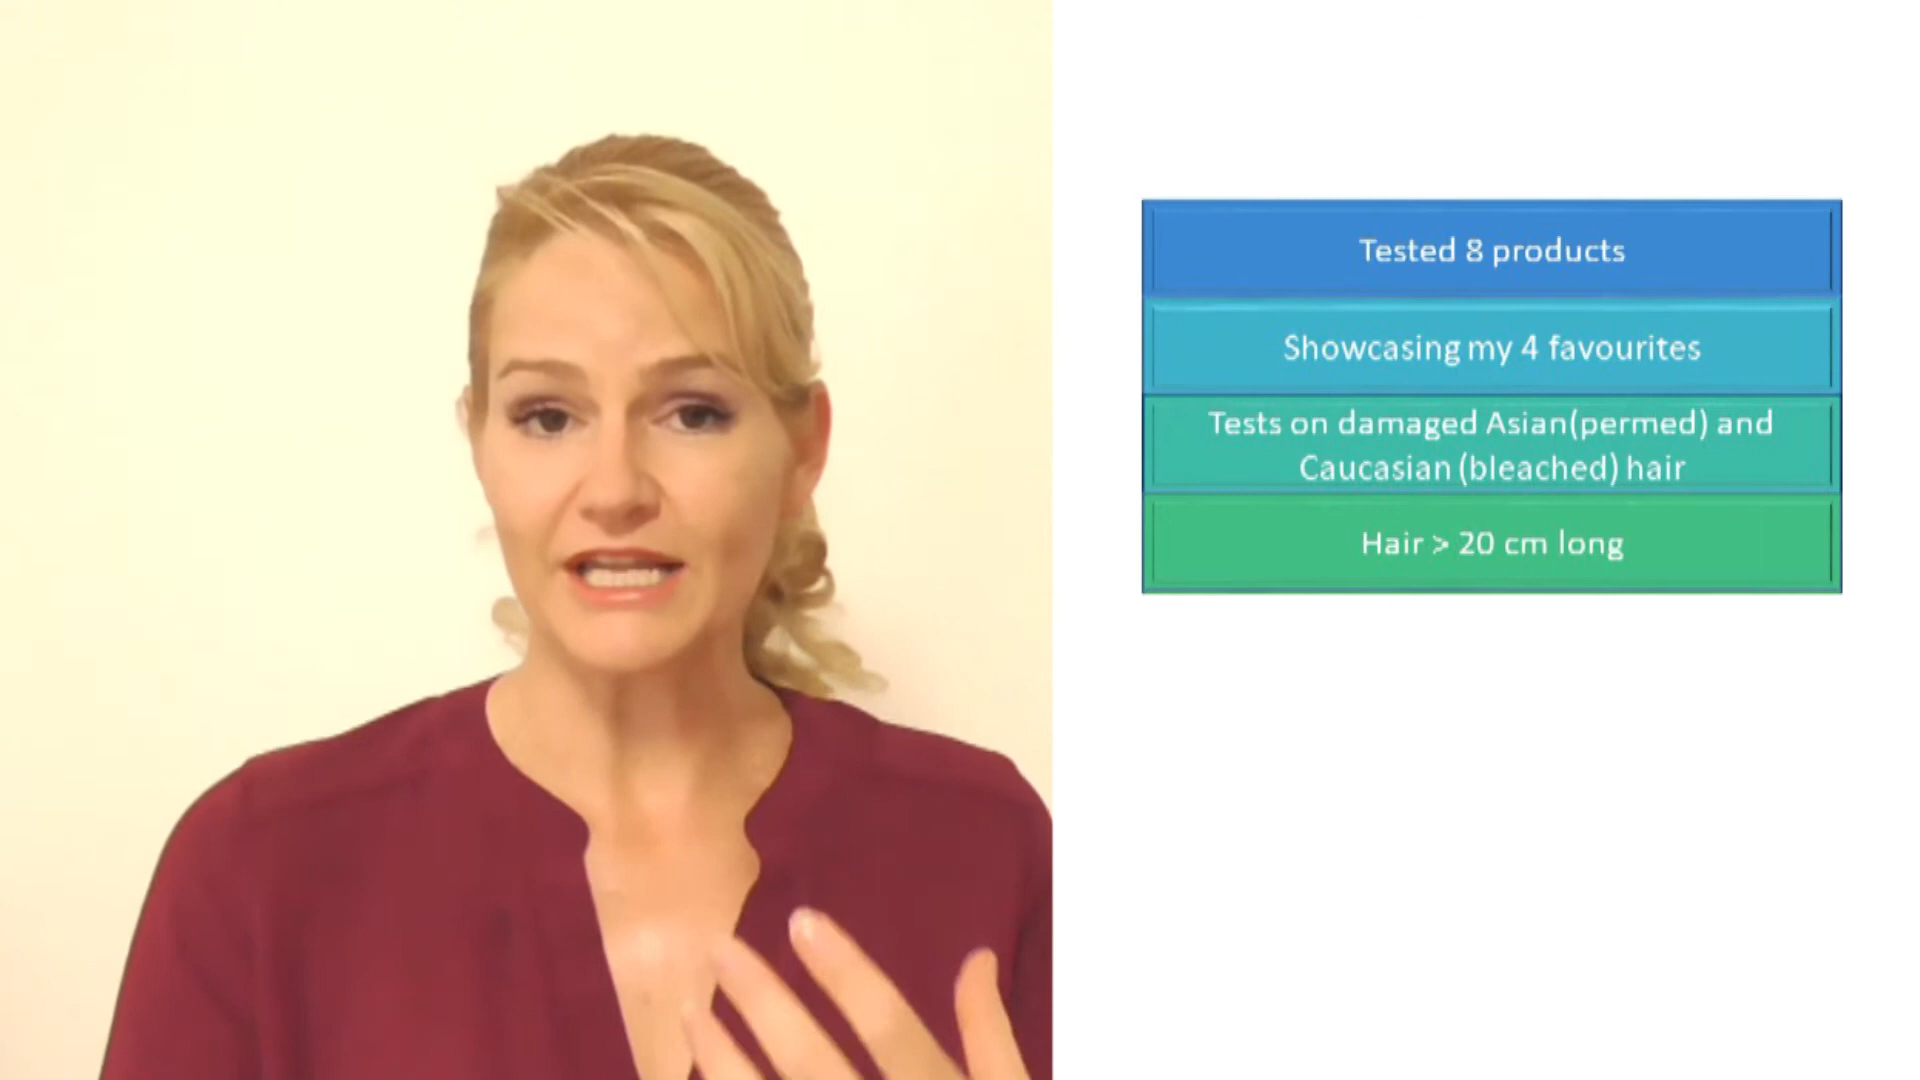 Tested 8 products
Showcasing my 4 favourites
Tests on damaged Asian(permed) and
Caucasian (bleached) hair
Hair > 20 cm long